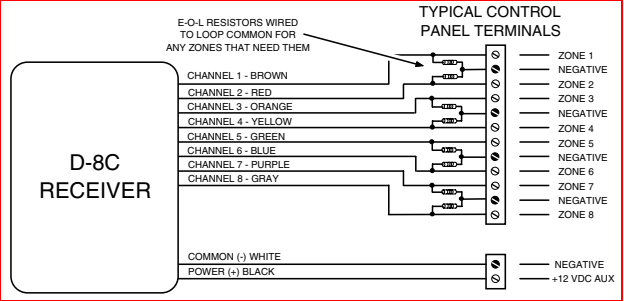 TYPICAL CONTROL
PANEL TERMINALS
E-O-L RESISTORS WIRED
TO LOOP COMMON FOR
ANY ZONES THAT NEED THEM
D-8C
RECEIVER
CHANNEL 1 - BROWN
CHANNEL 2 - RED
CHANNEL 3 - ORANGE
CHANNEL 4 - YELLOW
CHANNEL 5 - GREEN
CHANNEL 6 - BLUE
CHANNEL 7 - PURPLE
CHANNEL 8 - GRAY
COMMON (-) WHITE
POWER (+) BLACK
ZONE 1
NEGATIVE
ZONE 2
ZONE 3
NEGATIVE
ZONE 4
ZONE 5
NEGATIVE
ZONE 6
ZONE 7
NEGATIVE
ZONE 8
NEGATIVE
+12 VDC AUX